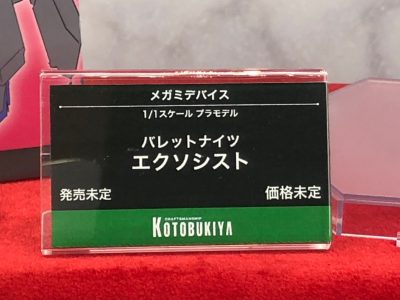 メガミデバイス
1/1スケール プラモデル
バレットナイツ
エクソシスト
発売未定 価格未定
CRAFTSMANSHIP
KOTOBUKIYA